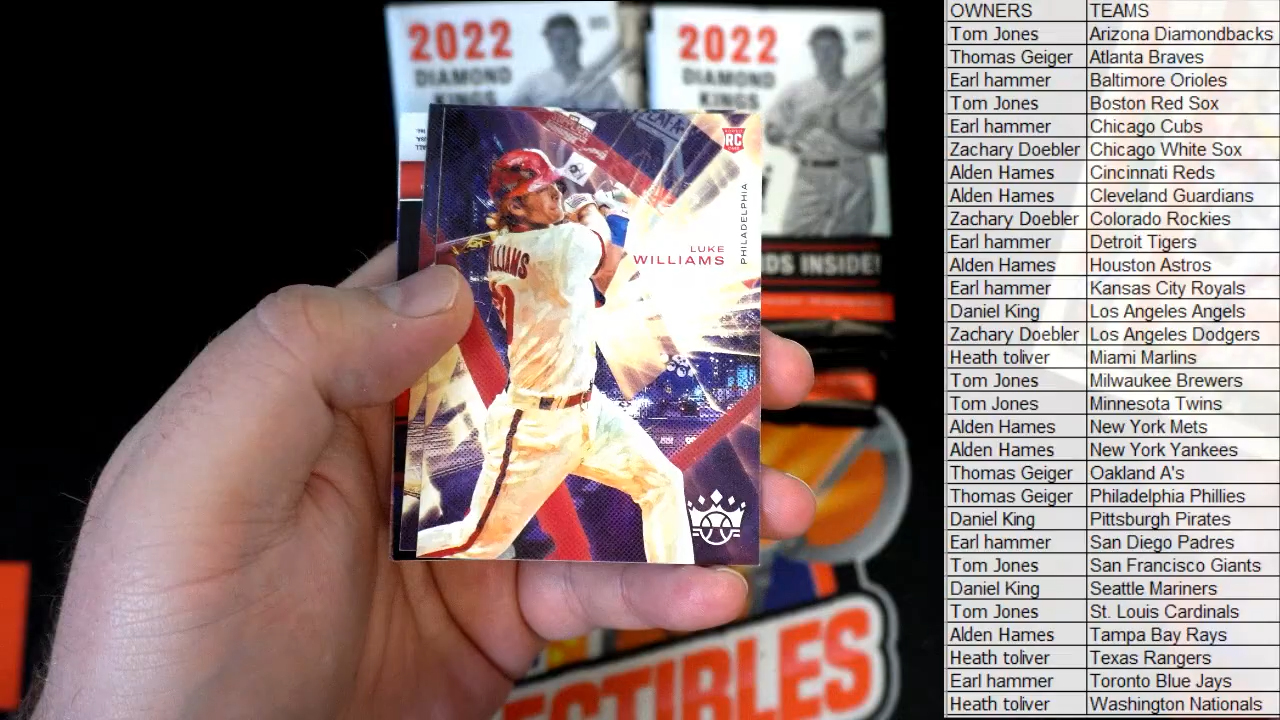 2022
DIAMOND
KINGS
2022
DIAMOND
KINGS
RC
PHILADELPHIA
LUKE
WILLIAMS
WILLIAMS
DS INSIDE!
ECTIBLES
OWNERS TEAMS
Tom Jones Arizona Diamondbacks
Thomas Geiger Atlanta Braves
Earl hammer Baltimore Orioles
Tom Jones Boston Red Sox
Earl hammer Chicago Cubs
Zachary Doebler Chicago White Sox
Alden Hames Cincinnati Reds
Alden Hames Cleveland Guardians
Zachary Doebler Colorado Rockies
Earl hammer Detroit Tigers
Alden Hames Houston Astros
Earl hammer Kansas City Royals
Daniel King Los Angeles Angels
Zachary Doebler Los Angeles Dodgers
Heath toliver Miami Marlins
Tom Jones Milwaukee Brewers
Tom Jones Minnesota Twins
Alden Hames New York Mets
Alden Hames New York Yankees
Thomas Geiger Oakland A's
Thomas Geiger Philadelphia Phillies
Daniel King Pittsburgh Pirates
Earl hammer San Diego Padres
Tom Jones San Francisco Giants
Daniel King Seattle Mariners
Tom Jones St. Louis Cardinals
Alden Hames Tampa Bay Rays
Heath toliver Texas Rangers
Earl hammer Toronto Blue Jays
Heath toliver Washington Nationals